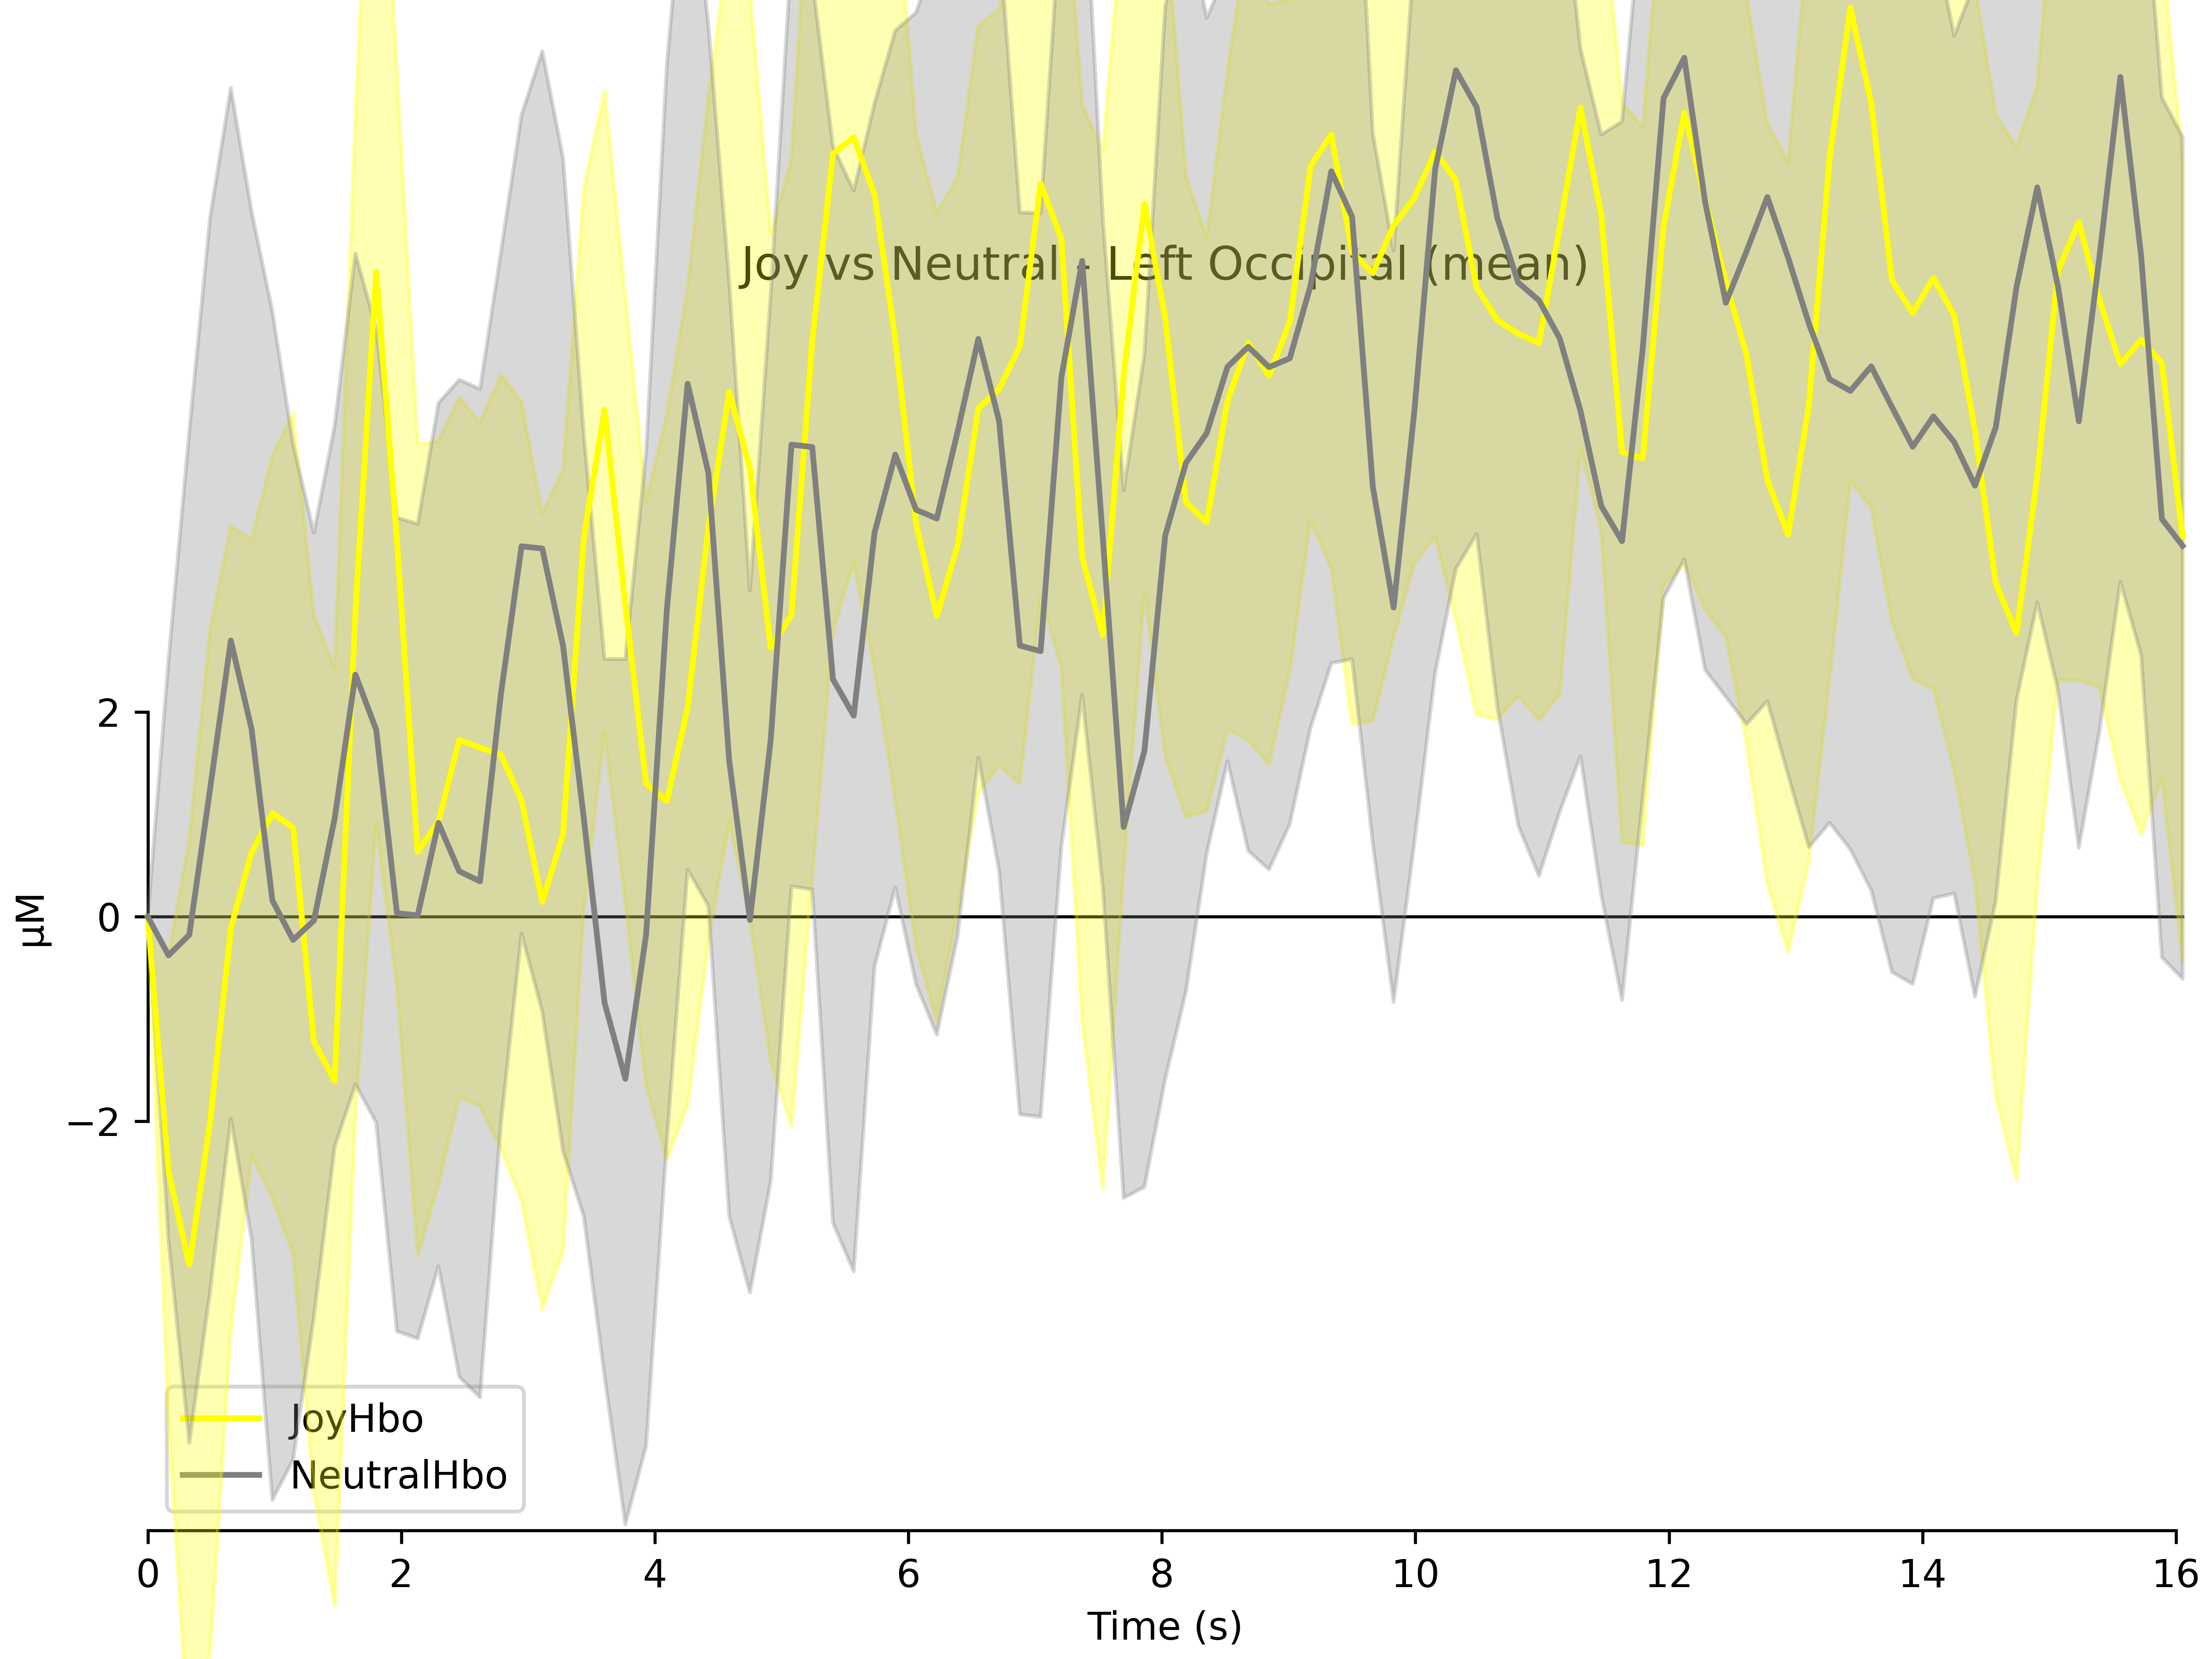 Joy vs Neutral - Left Occipital (mean)
2
0
−2
µM
JoyHbo
NeutralHbo
0 2 4 6 8 10 12 14 16
Time (s)